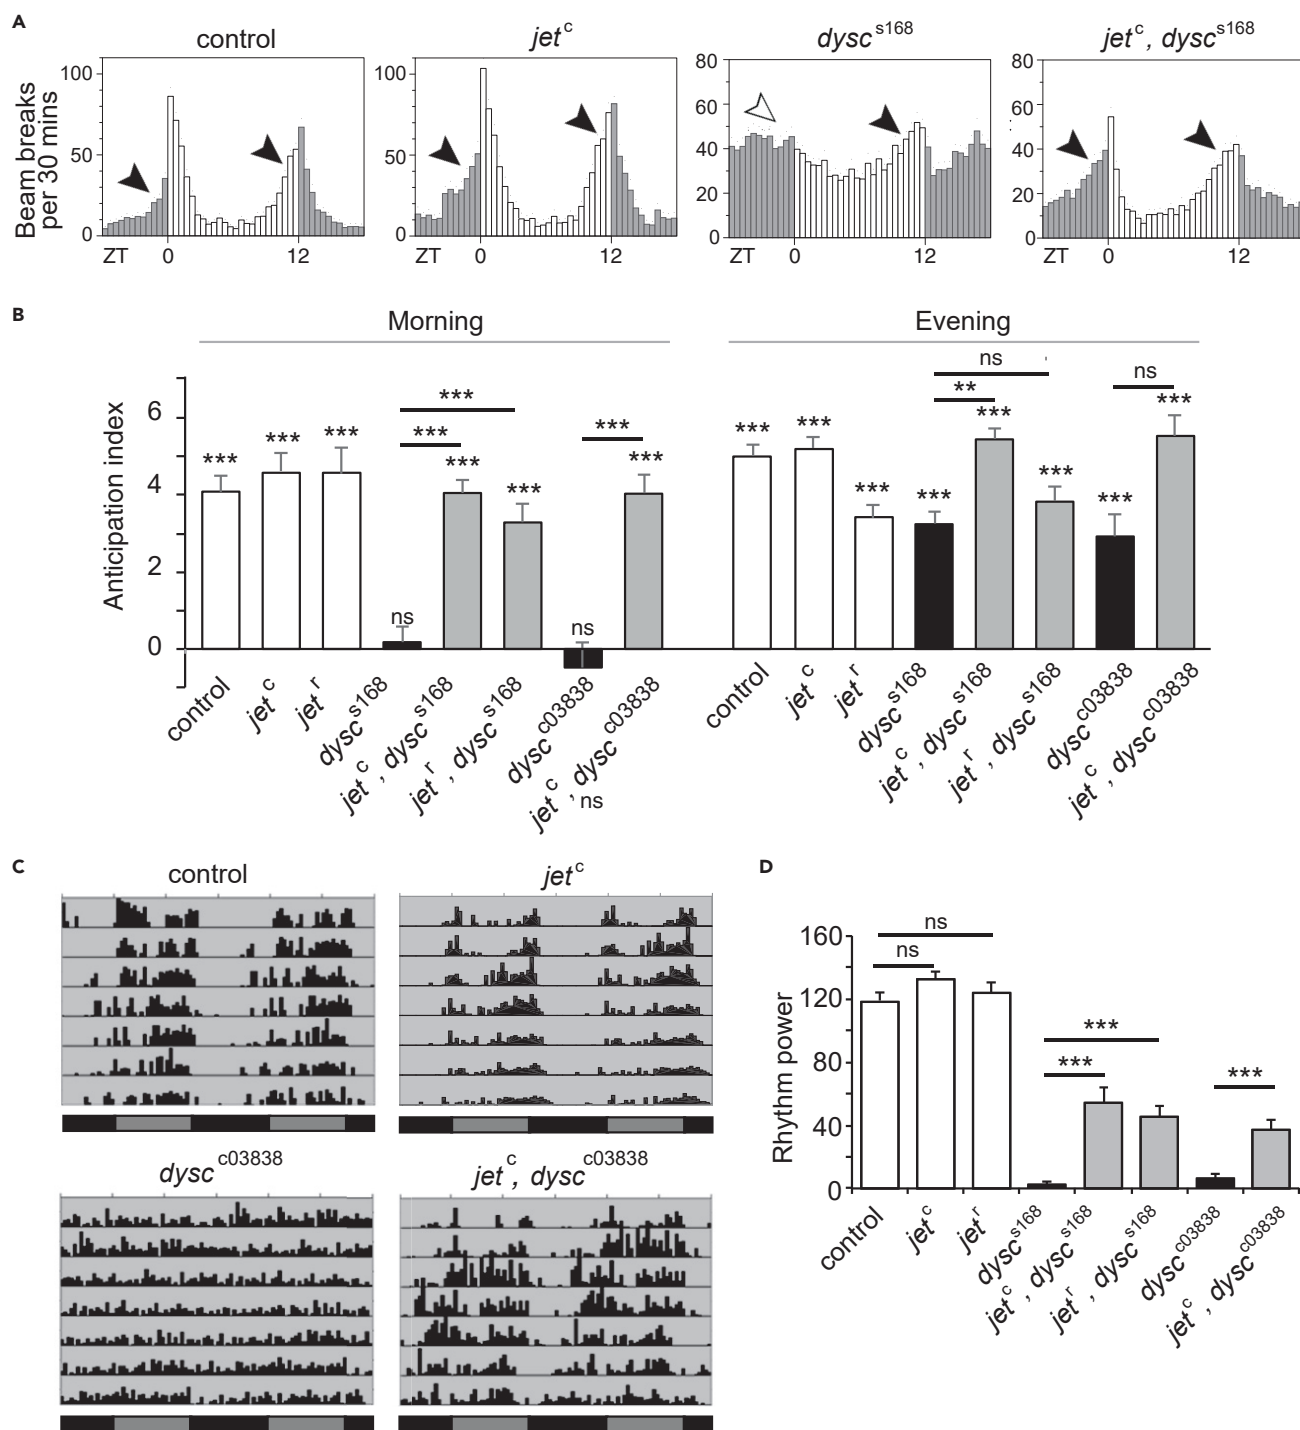 A
control
jet c
dysc s168
jet c, dysc s168
Beam breaks
per 30 mins
100
50
0
ZT 0 12
100
50
0
ZT 0 12
80
60
40
20
0
ZT 0 12
80
60
40
20
0
ZT 0 12
B
Morning
Evening
Anticipation index
6
4
2
0
***
***
***
ns
***
***
***
***
ns
***
***
***
***
***
***
ns
**
***
***
***
***
ns
***
control
jet c
jet r
dysc s168
jet c, dysc s168
jet r, dysc s168
dysc c03838
jet c, dysc c03838
ns
control
jet c
jet r
dysc s168
jet c, dysc s168
jet r, dysc s168
dysc c03838
jet c, dysc c03838
C
control
jet c
dysc c03838
jet c, dysc c03838
D
Rhythm power
160
120
80
40
0
ns
ns
***
***
***
control
jet c
jet r
dysc s168
jet c, dysc s168
jet r, dysc s168
dysc c03838
jet c, dysc c03838